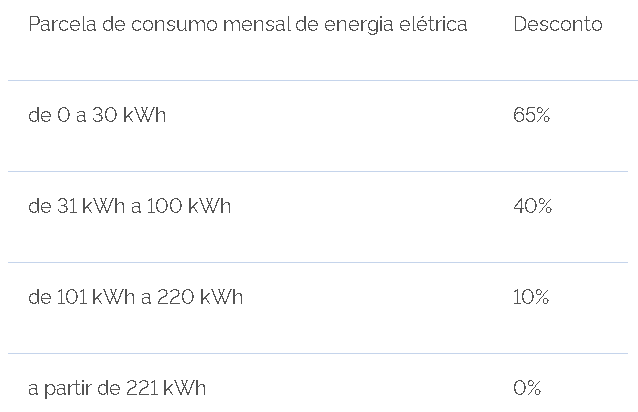 Parcela de consumo mensal de energia elétrica Desconto
de 0 a 30 kWh 65%
de 31 kWh a 100 kWh 40%
de 101 kWh a 220 kWh 10%
a partir de 221 kWh 0%